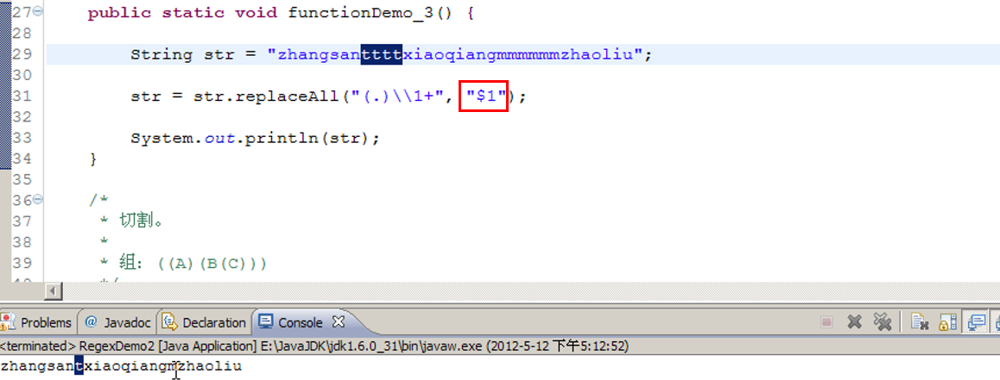 27 public static void functionDemo_3() {
28
29 String str = "zhangsanttttxiaoqiangmmmmmmzhaoliu";
30
31 str = str.replaceAll("(.)\\1+", "$1");
32
33 System.out.println(str);
34 }
35
36 /*
37 * 切割。
38 *
39 * 组：((A)(B(C)))
*/
Problems @ Javadoc Declaration Console
<terminated> RegexDemo2 [Java Application] E:\JavaJDK\jdk1.6.0_31\bin\javaw.exe (2012-5-12 下午5:12:52)
zhangsantxiaoqiangmzhaoliu